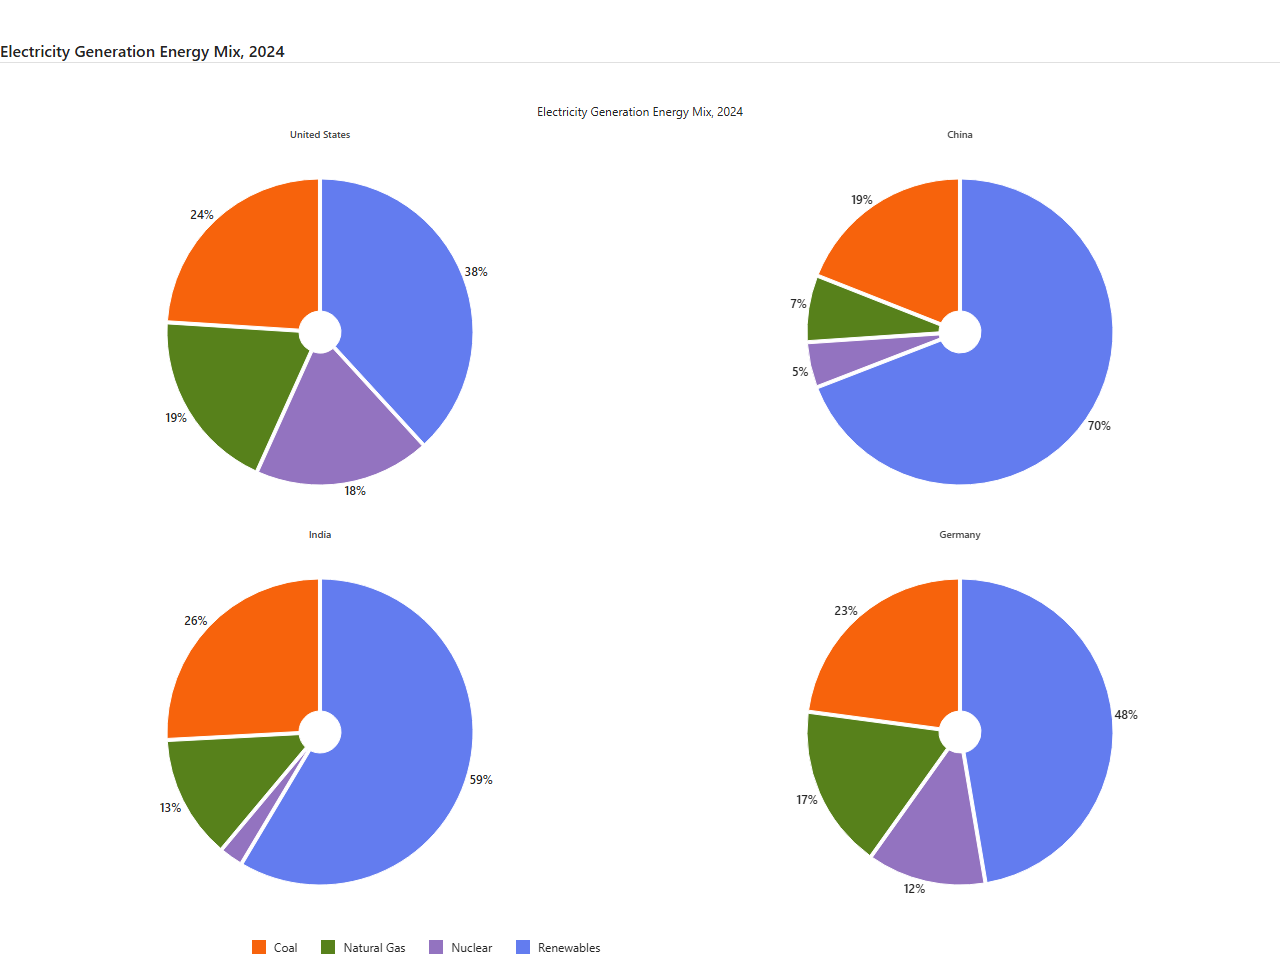 Electricity Generation Energy Mix, 2024
Electricity Generation Energy Mix, 2024
United States
China
24%
38%
19%
18%
19%
7%
5%
70%
India
Germany
26%
59%
13%
23%
48%
17%
12%
Coal
Natural Gas
Nuclear
Renewables